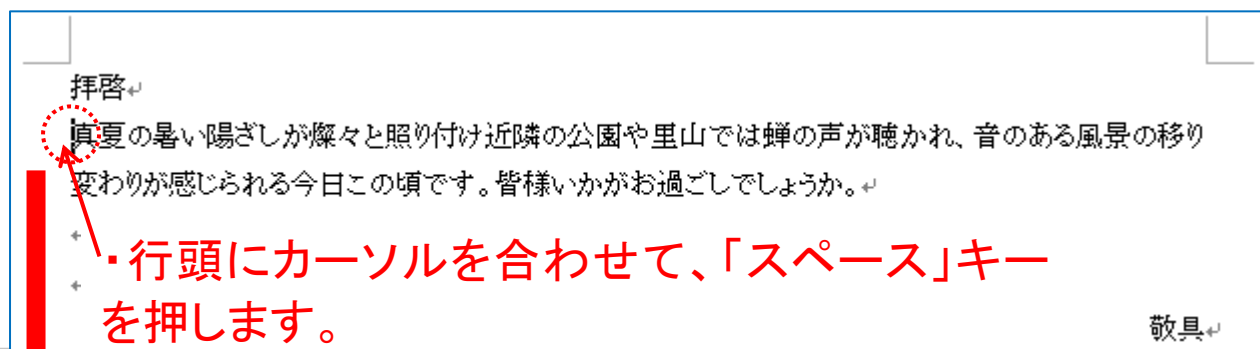 拝啓
真夏の暑い陽ざしが燦々と照り付け近隣の公園や里山では蝉の声が聴かれ、音のある風景の移り
変わりが感じられる今日この頃です。皆様いかがお過ごしでしょうか。
・行頭にカーソルを合わせて、「スペース」キー
を押します。
敬具